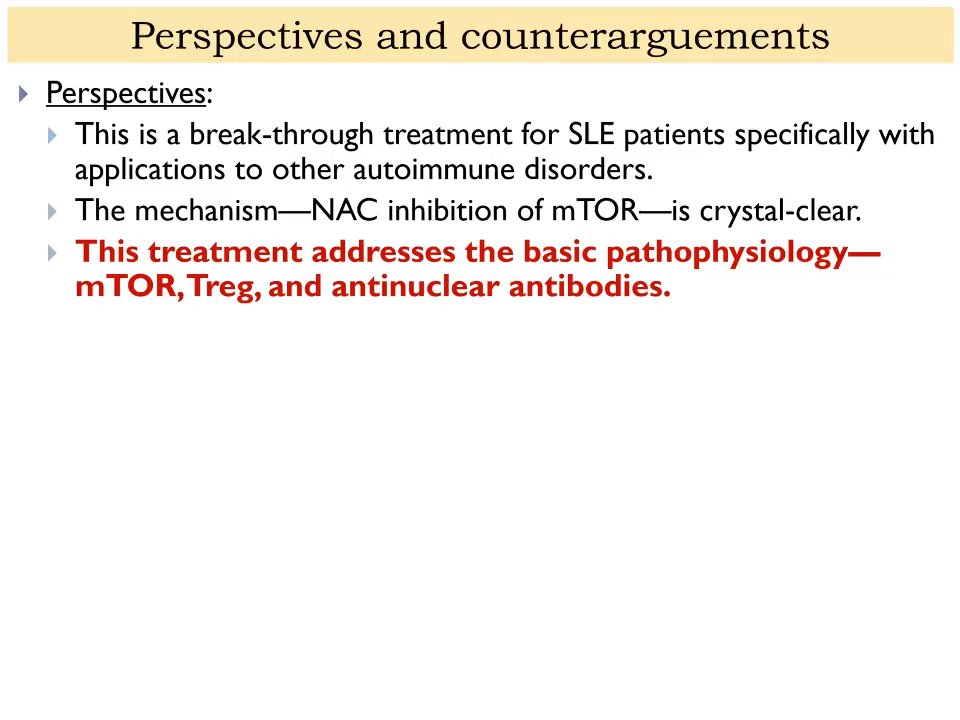 Perspectives and counterarguements
Perspectives:
This is a break-through treatment for SLE patients specifically with
applications to other autoimmune disorders.
The mechanism—NAC inhibition of mTOR—is crystal-clear.
This treatment addresses the basic pathophysiology—
mTOR, Treg, and antinuclear antibodies.